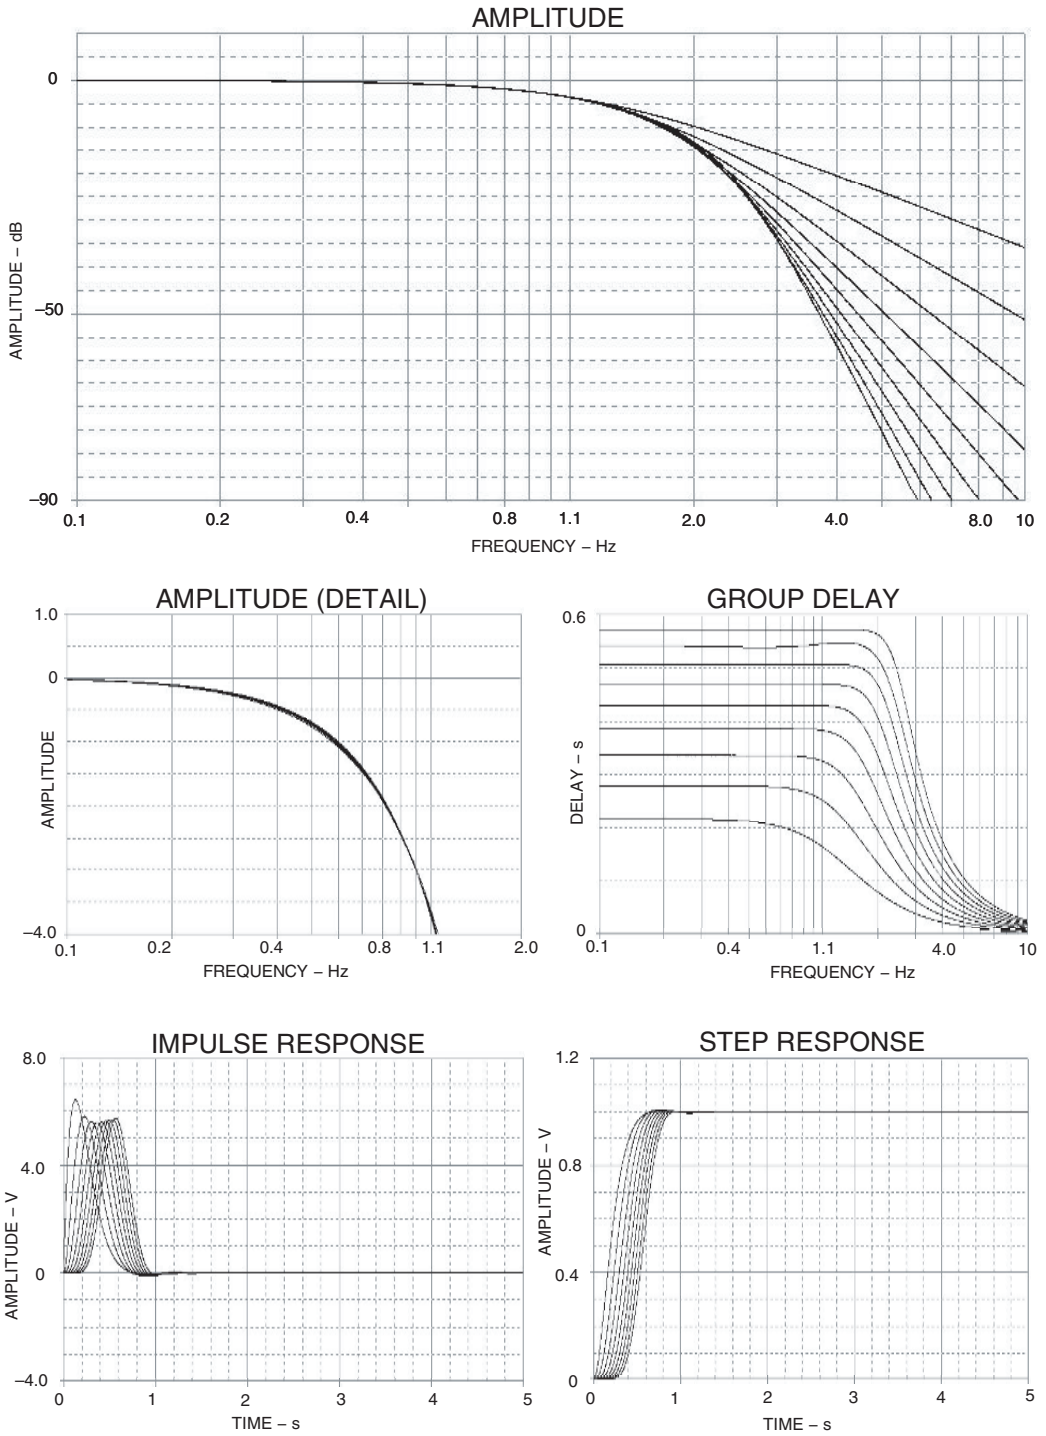 AMPLITUDE
0
−50
−90
AMPLITUDE – dB
0.1 0.2 0.4 0.8 1.1 2.0 4.0 8.0 10
FREQUENCY – Hz
AMPLITUDE (DETAIL)
1.0
0
−4.0
AMPLITUDE
0.1 0.2 0.4 0.8 1.1 2.0
FREQUENCY – Hz
GROUP DELAY
0.6
0
DELAY – s
0.1 0.4 1.1 4.0 10
FREQUENCY – Hz
IMPULSE RESPONSE
8.0
4.0
0
−4.0
AMPLITUDE – V
0 1 2 3 4 5
TIME – s
STEP RESPONSE
1.2
0.8
0.4
0
AMPLITUDE – V
0 1 2 3 4 5
TIME – s